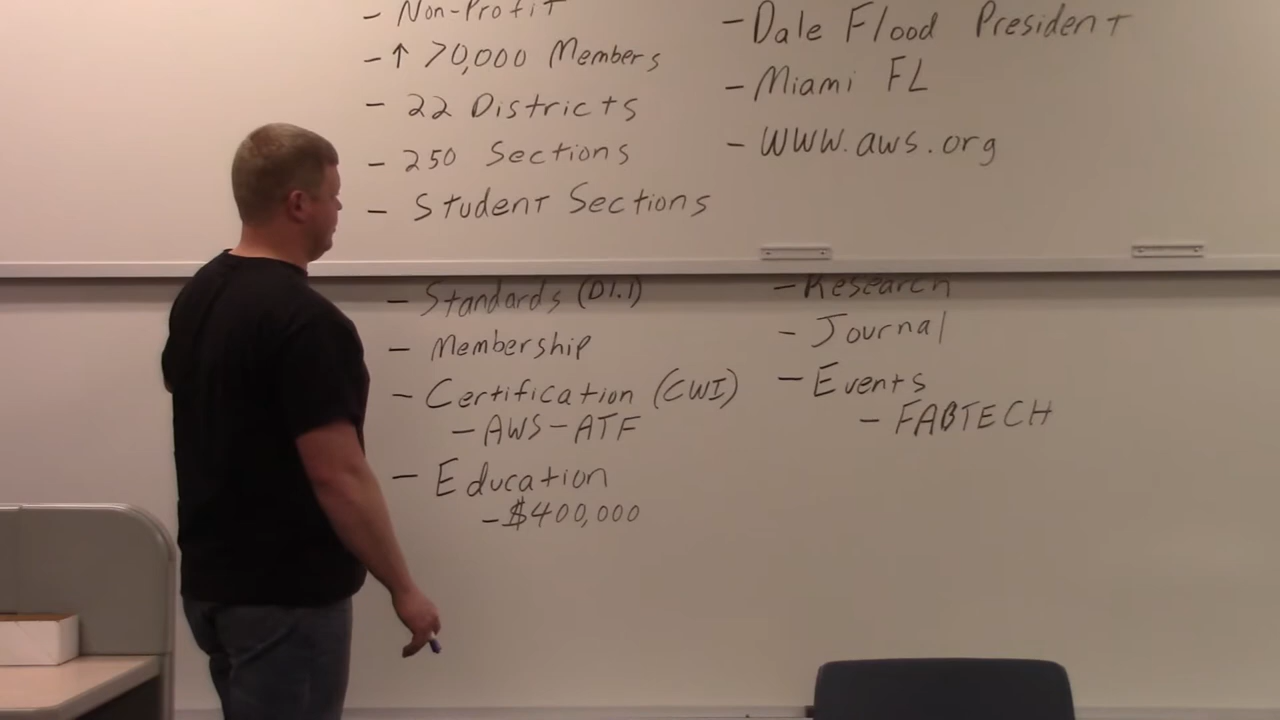 - Non-Profit
- ↑ 70,000 Members
- 22 Districts
- 250 Sections
- Student Sections
- Dale Flood President
- Miami FL
- WWW.aws.org
- Standards (D1.1)
- Membership
- Certification (CWI)
- AWS-ATF
- Education
- $400,000
- Research
- Journal
- Events
- FABTECH